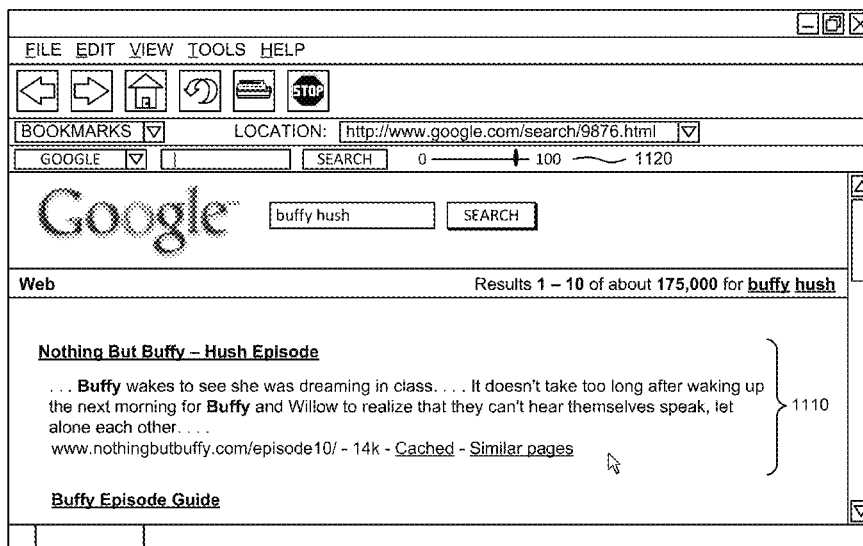 FILE EDIT VIEW TOOLS HELP
STOP
BOOKMARKS LOCATION: http://www.google.com/search/9876.html
GOOGLE SEARCH 0 100 1120
Google™ buffy hush SEARCH
Web Results 1 – 10 of about 175,000 for buffy hush
Nothing But Buffy – Hush Episode
. . . Buffy wakes to see she was dreaming in class. . . . It doesn't take too long after waking up
the next morning for Buffy and Willow to realize that they can't hear themselves speak, let
alone each other. . . .
www.nothingbutbuffy.com/episode10/ - 14k - Cached - Similar pages
1110
Buffy Episode Guide